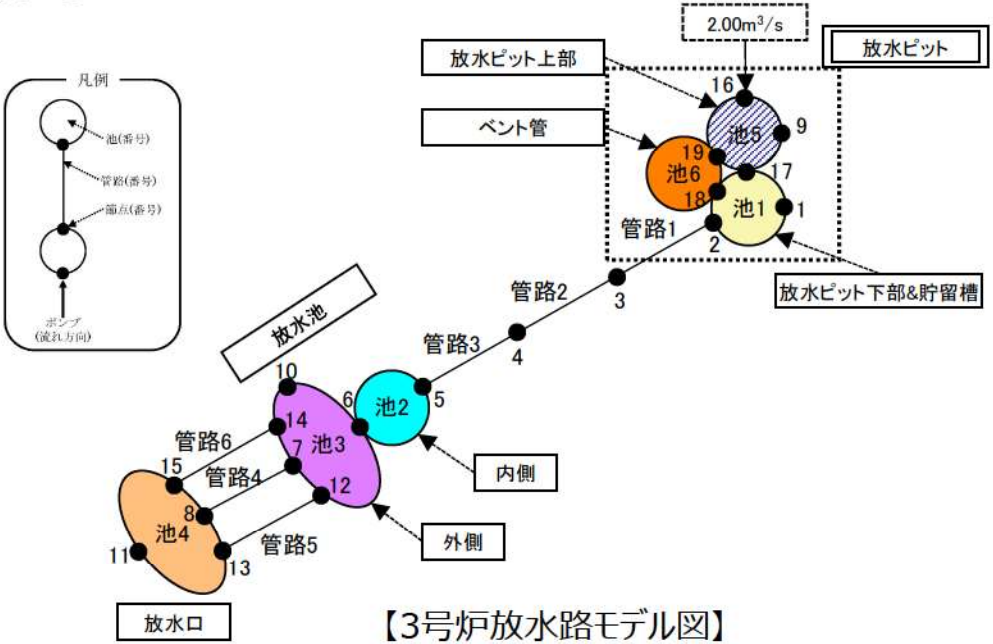 2.00m³/s
放水ピット
放水ピット上部
ベント管
16
池5
9
19
17
池6
18
池1
1
2
管路1
3
放水ピット下部&貯留槽
管路2
4
管路3
5
凡例
池(番号)
管路(番号)
節点(番号)
ポンプ
(流れ方向)
放水池
10
6
池2
14
池3
7
12
内側
外側
管路6
管路4
管路5
15
8
池4
11
13
放水口
【3号炉放水路モデル図】